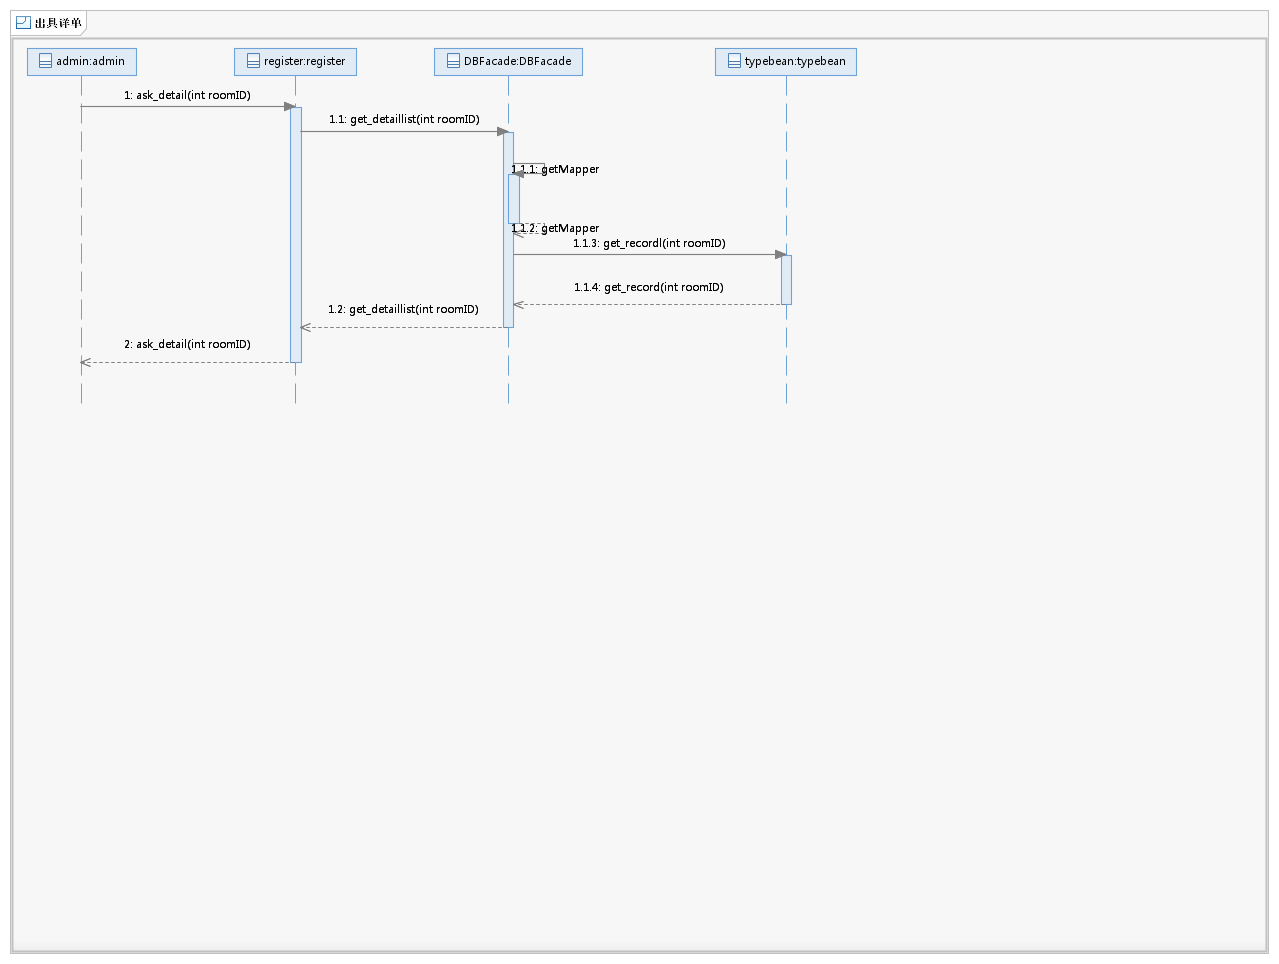 出具详单
admin:admin
register:register
DBFacade:DBFacade
typebean:typebean
1: ask_detail(int roomID)
1.1: get_detaillist(int roomID)
1.1.1: getMapper
1.1.2: getMapper
1.1.3: get_recordl(int roomID)
1.1.4: get_record(int roomID)
1.2: get_detaillist(int roomID)
2: ask_detail(int roomID)